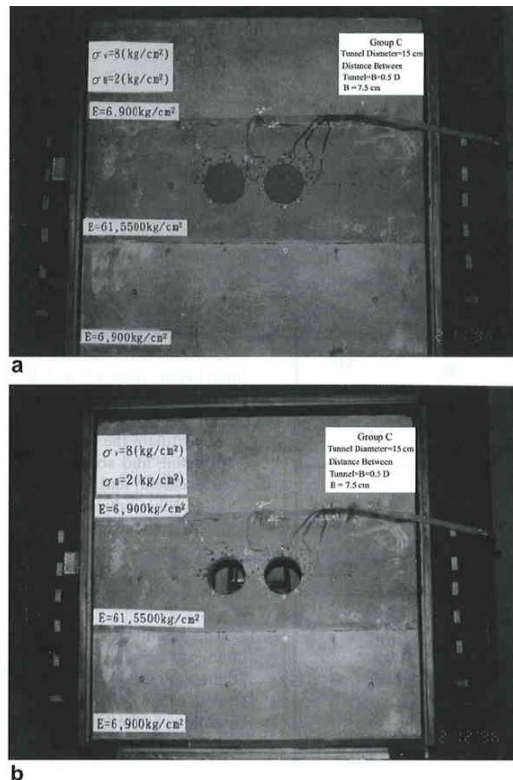 σv=8(kg/cm²)
σH=2(kg/cm²)
Group C
Tunnel Diameter=15 cm
Distance Between
Tunnel=B=0.5 D
B = 7.5 cm
E=6,900kg/cm²
E=61,5500kg/cm²
E=6,900kg/cm²
a
σv=8(kg/cm²)
σH=2(kg/cm²)
Group C
Tunnel Diameter=15 cm
Distance Between
Tunnel=B=0.5 D
B = 7.5 cm
E=6,900kg/cm²
E=61,5500kg/cm²
E=6,900kg/cm²
2 12 '98
b